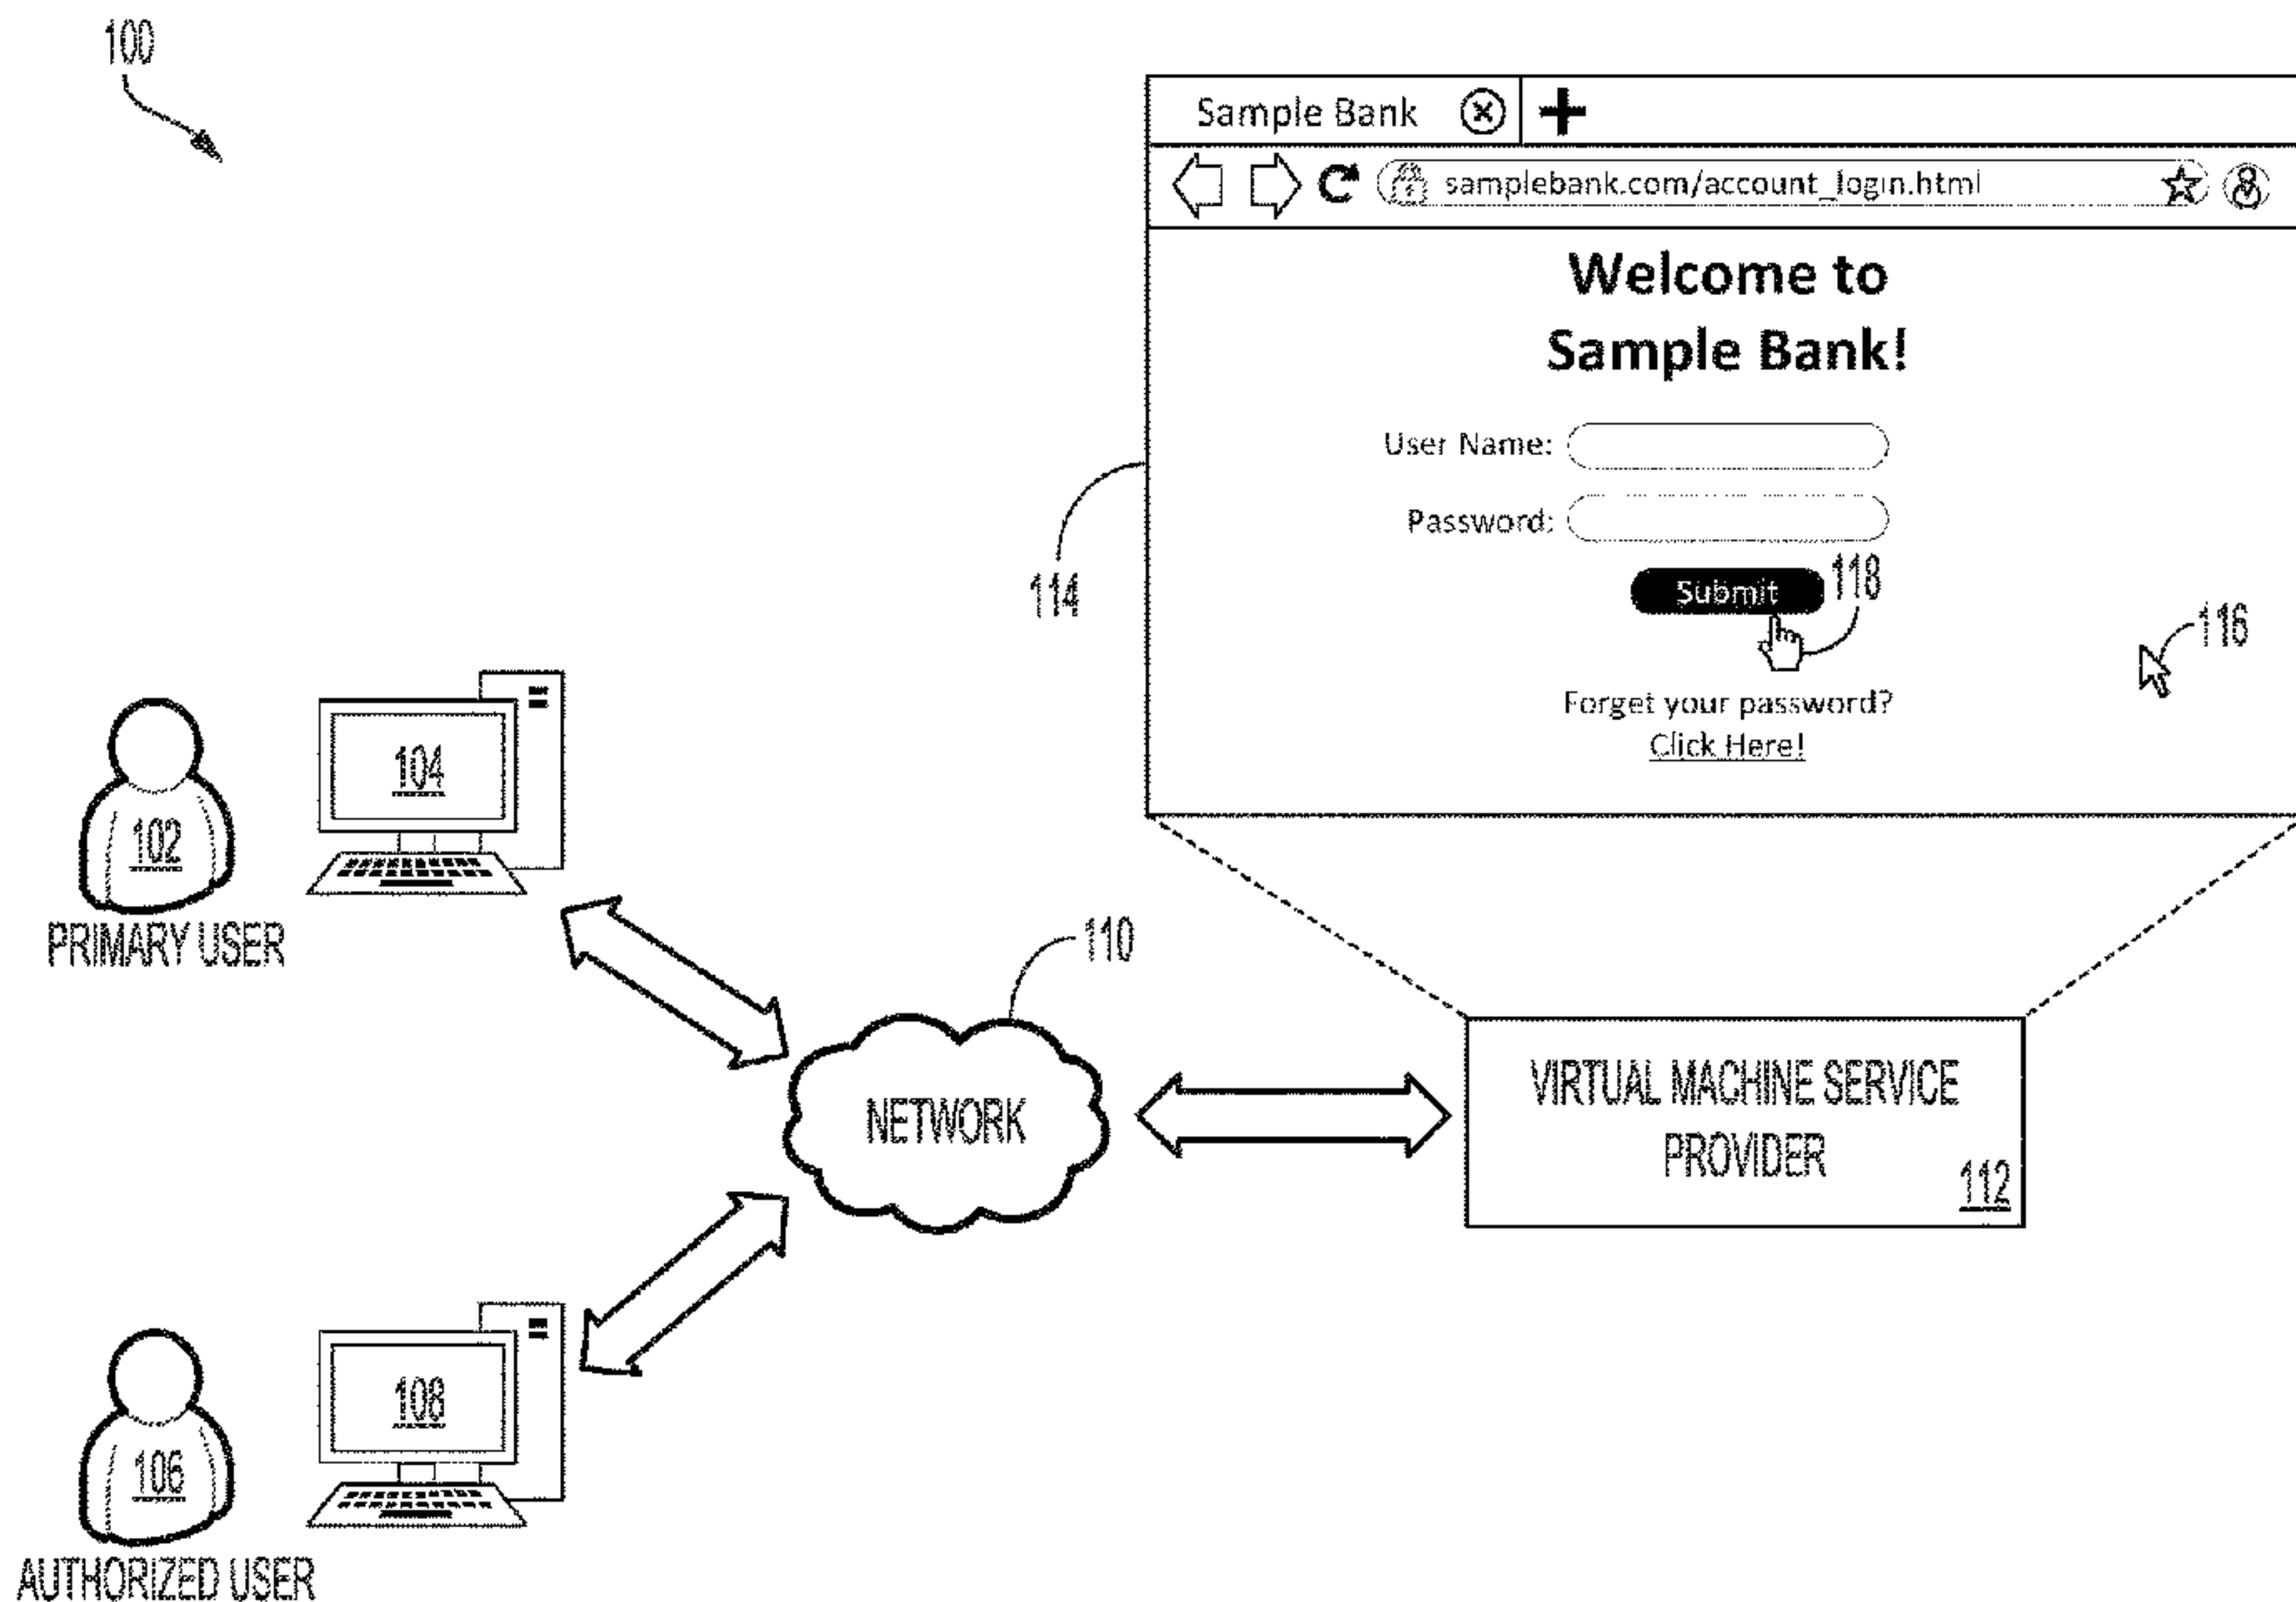 100
Sample Bank
samplebank.com/account_login.html
Welcome to
Sample Bank!
User Name:
Password:
114
Submit
118
116
Forget your password?
Click Here!
104
102
PRIMARY USER
110
NETWORK
VIRTUAL MACHINE SERVICE
PROVIDER
112
108
106
AUTHORIZED USER